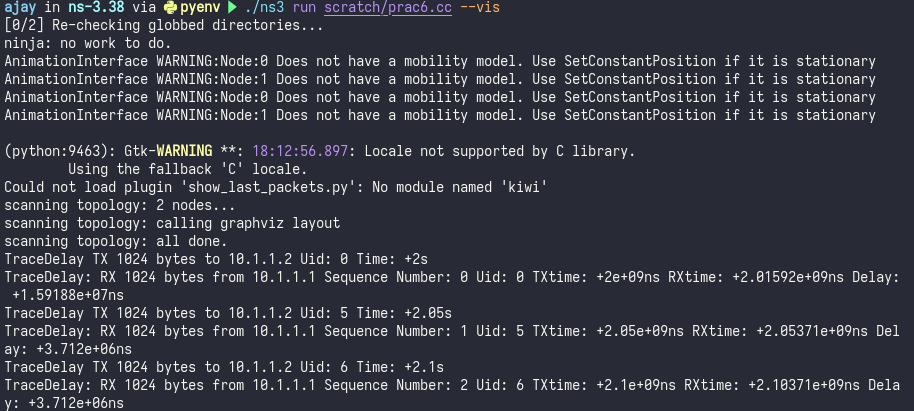 ajay in ns-3.38 via pyenv ./ns3 run scratch/prac6.cc --vis
[0/2] Re-checking globbed directories...
ninja: no work to do.
AnimationInterface WARNING:Node:0 Does not have a mobility model. Use SetConstantPosition if it is stationary
AnimationInterface WARNING:Node:1 Does not have a mobility model. Use SetConstantPosition if it is stationary
AnimationInterface WARNING:Node:0 Does not have a mobility model. Use SetConstantPosition if it is stationary
AnimationInterface WARNING:Node:1 Does not have a mobility model. Use SetConstantPosition if it is stationary
(python:9463): Gtk-WARNING **: 18:12:56.897: Locale not supported by C library.
Using the fallback 'C' locale.
Could not load plugin 'show_last_packets.py': No module named 'kiwi'
scanning topology: 2 nodes...
scanning topology: calling graphviz layout
scanning topology: all done.
TraceDelay TX 1024 bytes to 10.1.1.2 Uid: 0 Time: +2s
TraceDelay: RX 1024 bytes from 10.1.1.1 Sequence Number: 0 Uid: 0 TXtime: +2e+09ns RXtime: +2.01592e+09ns Delay:
+1.59188e+07ns
TraceDelay TX 1024 bytes to 10.1.1.2 Uid: 5 Time: +2.05s
TraceDelay: RX 1024 bytes from 10.1.1.1 Sequence Number: 1 Uid: 5 TXtime: +2.05e+09ns RXtime: +2.05371e+09ns Del
ay: +3.712e+06ns
TraceDelay TX 1024 bytes to 10.1.1.2 Uid: 6 Time: +2.1s
TraceDelay: RX 1024 bytes from 10.1.1.1 Sequence Number: 2 Uid: 6 TXtime: +2.1e+09ns RXtime: +2.10371e+09ns Dela
y: +3.712e+06ns